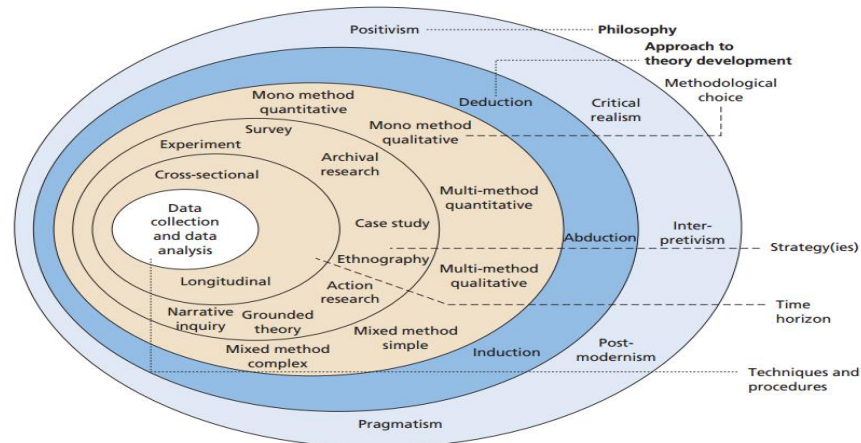 Positivism
Philosophy
Approach to
theory development
Methodological
choice
Mono method
quantitative
Deduction
Critical
realism
Survey
Mono method
qualitative
Experiment
Archival
research
Cross-sectional
Multi-method
quantitative
Data
collection
and data
analysis
Case study
Abduction
Inter-
pretivism
Strategy(ies)
Ethnography
Longitudinal
Multi-method
qualitative
Action
research
Time
horizon
Narrative
inquiry
Grounded
theory
Mixed method
simple
Mixed method
complex
Induction
Post-
modernism
Techniques and
procedures
Pragmatism